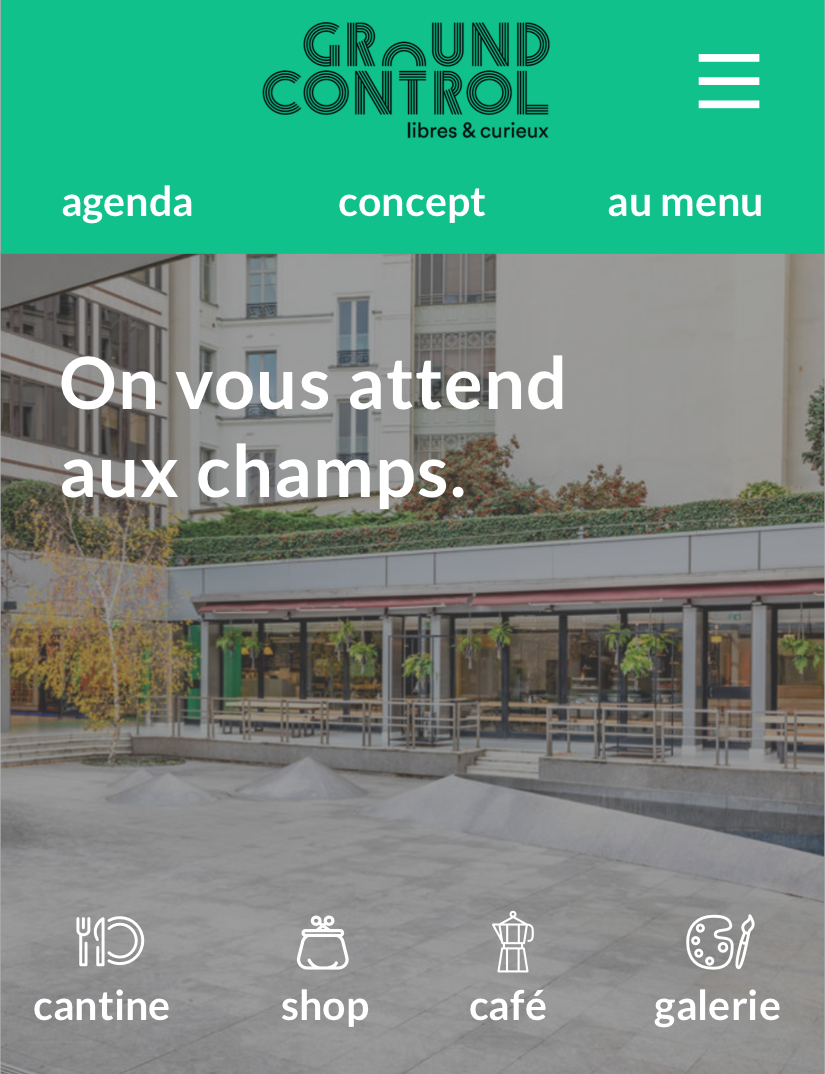 GROUND
CONTROL
libres & curieux
agenda concept au menu
On vous attend
aux champs.
cantine shop café galerie